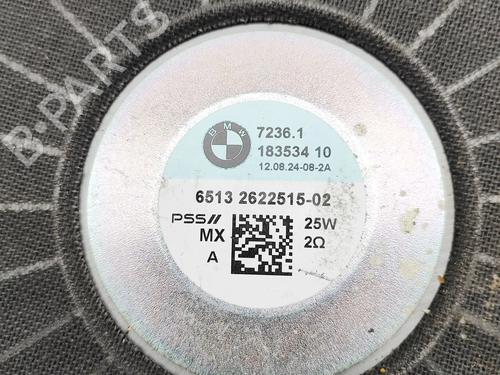 B-PARTS
BMW
7236.1
183534 10
12.08.24-08-2A
6513 2622515-02
PSS//
MX
25W
A
2Ω